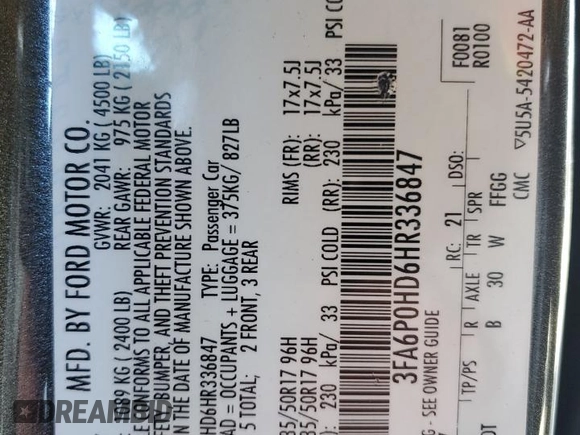 MFD. BY FORD MOTOR CO.
GVWR: 2041 KG ( 4500 LB)
KG ( 2400 LB) REAR GAWR: 975 KG ( 2150 LB)
CONFORMS TO ALL APPLICABLE FEDERAL MOTOR
BUMPER, AND THEFT PREVENTION STANDARDS
THE DATE OF MANUFACTURE SHOWN ABOVE.
HD6HR336847 TYPE: Passenger Car
= OCCUPANTS + LUGGAGE = 375KG/ 827LB
5 TOTAL; 2 FRONT, 3 REAR
35/50R17 96H RIMS (FR): 17x7.5J
35/50R17 96H (RR): 17x7.5J
230 kPa/ 33 PSI COLD (RR): 230 kPa/ 33 PSI CO
3FA6P0HD6HR336847
- SEE OWNER GUIDE
RC: 21 DSO:
TP/PS R AXLE TR SPR
B 30 W FFGG
CMC
F0081
R0100
▽5U5A-5420472-AA
DREAMBID